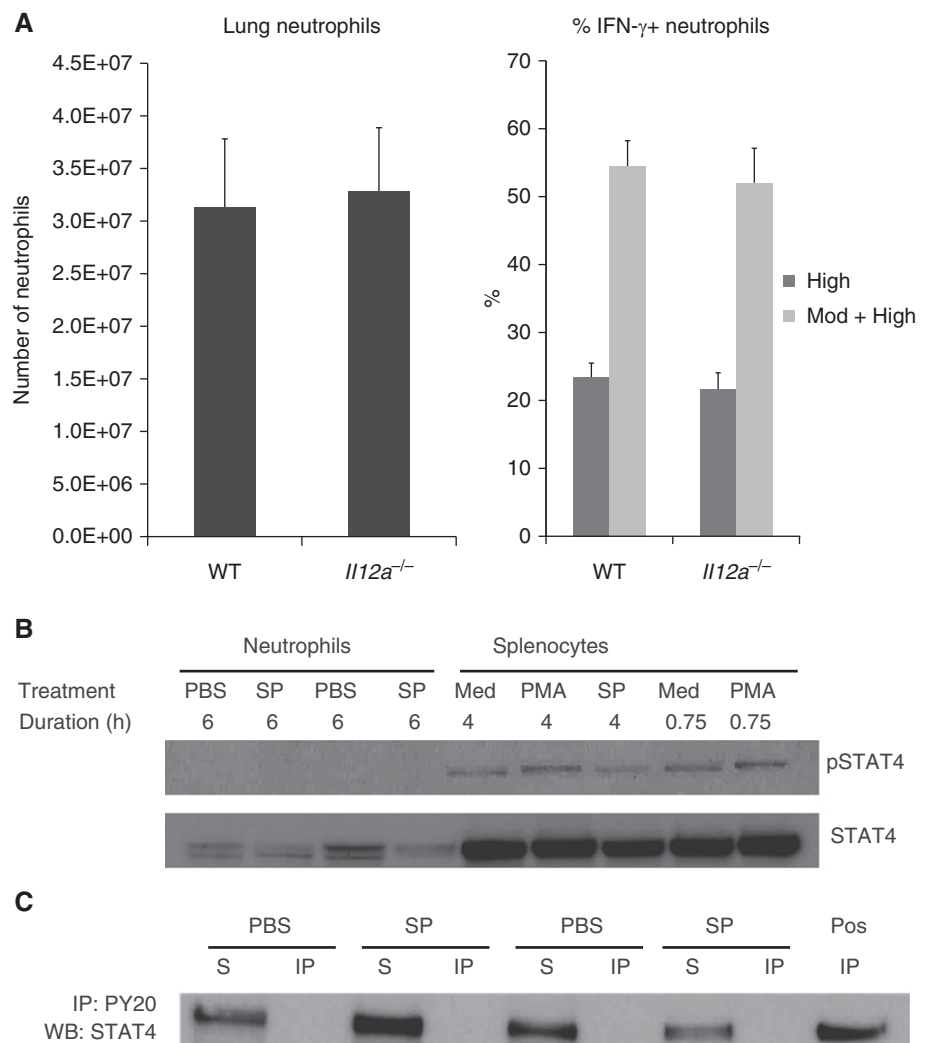 A
Lung neutrophils
Number of neutrophils
4.5E+07
4.0E+07
3.5E+07
3.0E+07
2.5E+07
2.0E+07
1.5E+07
1.0E+07
5.0E+06
0.0E+00
WT
Il12a–/–
% IFN-γ+ neutrophils
%
70
60
50
40
30
20
10
0
WT
Il12a–/–
High
Mod + High
B
Neutrophils Splenocytes
Treatment PBS SP PBS SP Med PMA SP Med PMA
Duration (h) 6 6 6 6 4 4 4 0.75 0.75
pSTAT4
STAT4
C
PBS SP PBS SP Pos
S IP S IP S IP S IP IP
IP: PY20
WB: STAT4